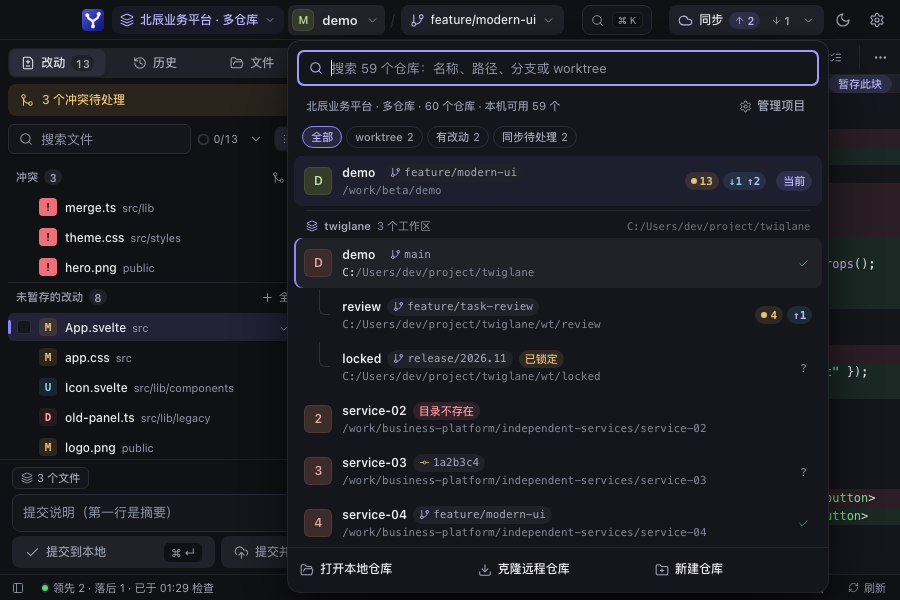 北辰业务平台 · 多仓库
M demo
/
feature/modern-ui
⌘ K
同步 ↑ 2 ↓ 1
改动 13
历史
文件
3 个冲突待处理
搜索文件
0/13
冲突 3
! merge.ts src/lib
! theme.css src/styles
! hero.png public
未暂存的改动 8
+ 全
M App.svelte src
M app.css src
U Icon.svelte src/lib/components
D old-panel.ts src/lib/legacy
M logo.png public
3 个文件
提交说明（第一行是摘要）
提交到本地 ⌘ ↵
提交并
领先 2 · 落后 1 · 已于 01:29 检查
搜索 59 个仓库：名称、路径、分支或 worktree
北辰业务平台 · 多仓库 · 60 个仓库 · 本机可用 59 个
管理项目
全部
worktree 2
有改动 2
同步待处理 2
D demo feature/modern-ui
/work/beta/demo
13 ↓1 ↑2 当前
twiglane 3 个工作区 C:/Users/dev/project/twiglane
D demo main
C:/Users/dev/project/twiglane
review feature/task-review
C:/Users/dev/project/twiglane/wt/review
4 ↑1
locked release/2026.11 已锁定
C:/Users/dev/project/twiglane/wt/locked
?
2 service-02 目录不存在
/work/business-platform/independent-services/service-02
3 service-03 1a2b3c4
/work/business-platform/independent-services/service-03
?
4 service-04 feature/modern-ui
/work/business-platform/independent-services/service-04
打开本地仓库
克隆远程仓库
新建仓库
暂存此块
rops();
" });
button>
tton>
刷新